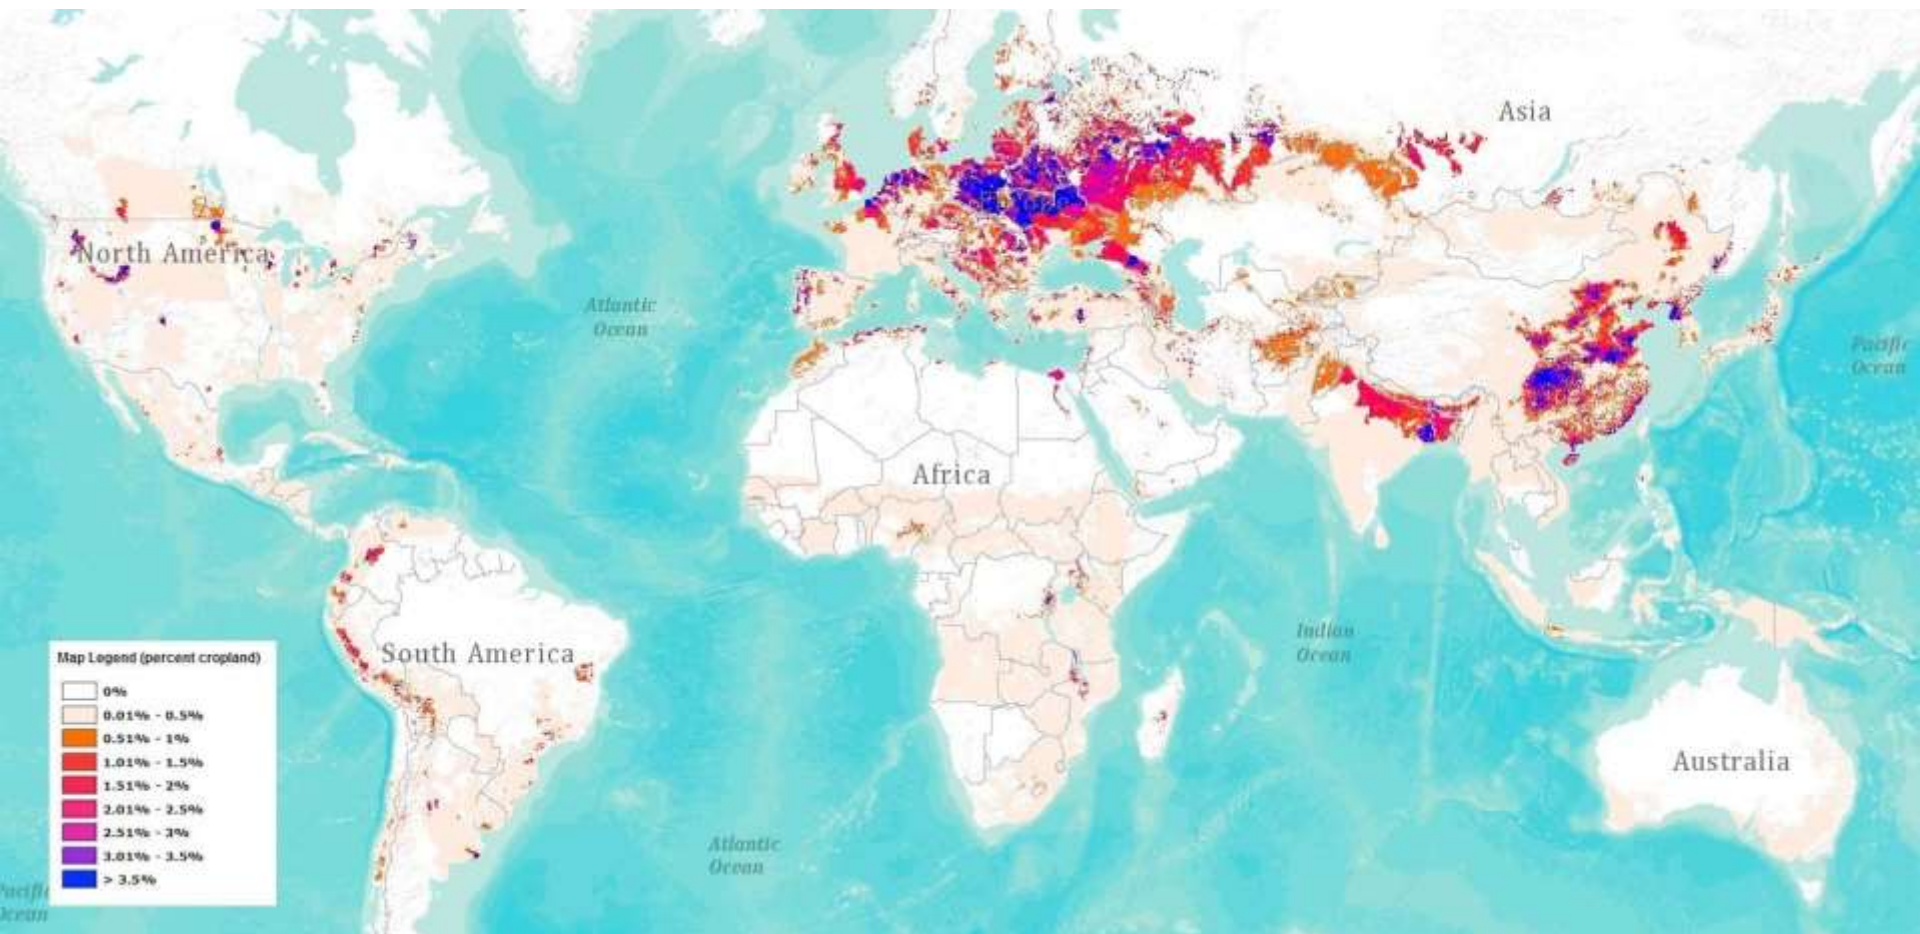 Asia
North America
Atlantic
Ocean
Pacific
Ocean
Africa
Indian
Ocean
South America
Map Legend (percent cropland)
0%
0.01% - 0.5%
0.51% - 1%
1.01% - 1.5%
1.51% - 2%
2.01% - 2.5%
2.51% - 3%
3.01% - 3.5%
> 3.5%
Australia
Atlantic
Ocean
Pacific
Ocean